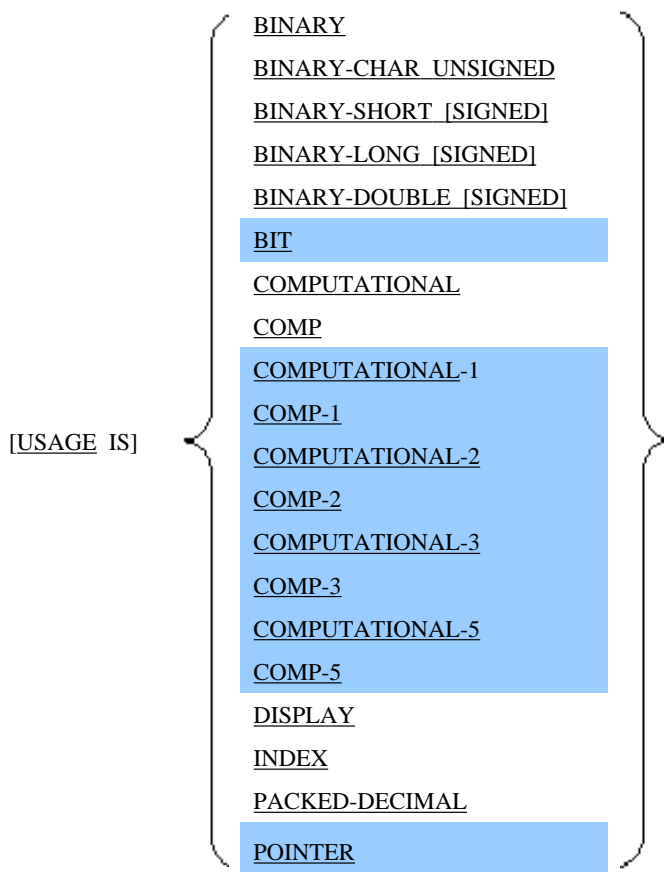 BINARY
BINARY-CHAR UNSIGNED
BINARY-SHORT [SIGNED]
BINARY-LONG [SIGNED]
BINARY-DOUBLE [SIGNED]
BIT
COMPUTATIONAL
COMP
COMPUTATIONAL-1
COMP-1
[USAGE IS]
COMPUTATIONAL-2
COMP-2
COMPUTATIONAL-3
COMP-3
COMPUTATIONAL-5
COMP-5
DISPLAY
INDEX
PACKED-DECIMAL
POINTER